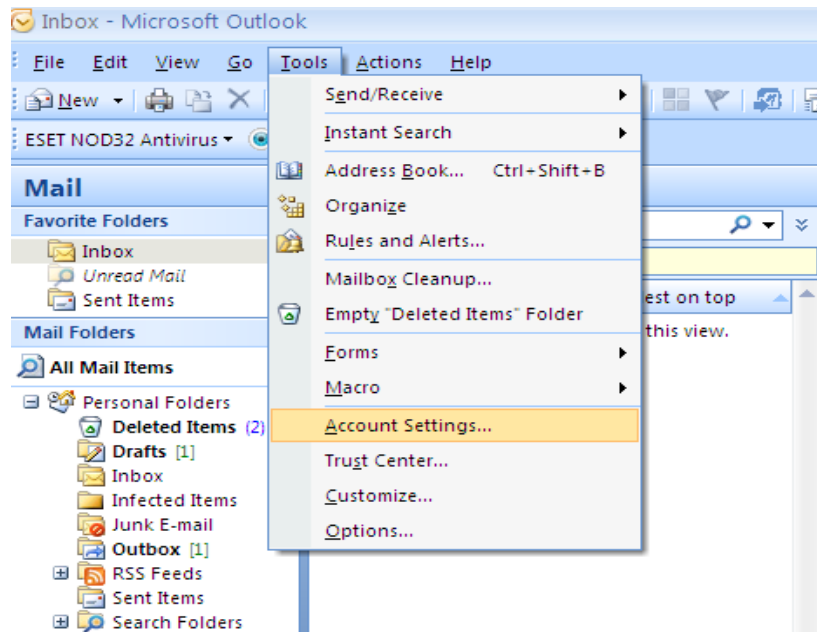 Inbox - Microsoft Outlook
File Edit View Go Tools Actions Help
New
Send/Receive
ESET NOD32 Antivirus
Instant Search
Address Book... Ctrl+Shift+B
Mail
Organize
Favorite Folders
Rules and Alerts...
Inbox
Unread Mail
Mailbox Cleanup...
Sent Items
est on top
Empty "Deleted Items" Folder
Mail Folders
this view.
Forms
All Mail Items
Macro
Personal Folders
Deleted Items (2)
Account Settings...
Drafts [1]
Trust Center...
Inbox
Customize...
Infected Items
Junk E-mail
Options...
Outbox [1]
RSS Feeds
Sent Items
Search Folders